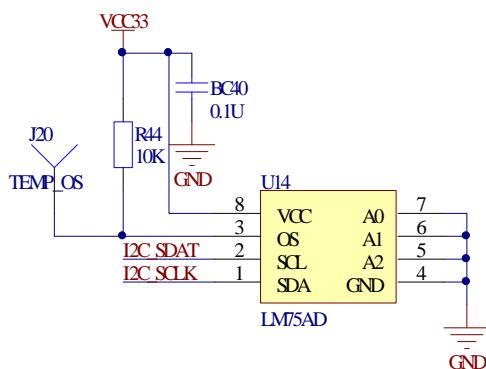 VCC33
BC40
0.1U
J20
R44
10K
TEMP_OS
GND
U14
8 VCC A0 7
3 OS A1 6
I2C_SDAT 2 SCL A2 5
I2C_SCLK 1 SDA GND 4
LM75AD
GND